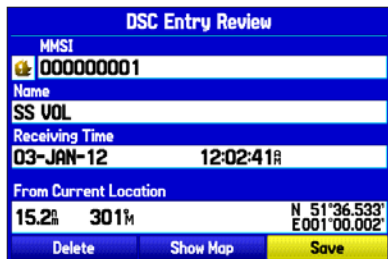 DSC Entry Review
MMSI
000000001
Name
SS VOL
Receiving Time
03-JAN-12 12:02:41
From Current Location
15.2 301°M N 51°36.533'
E001°00.002'
Delete Show Map Save